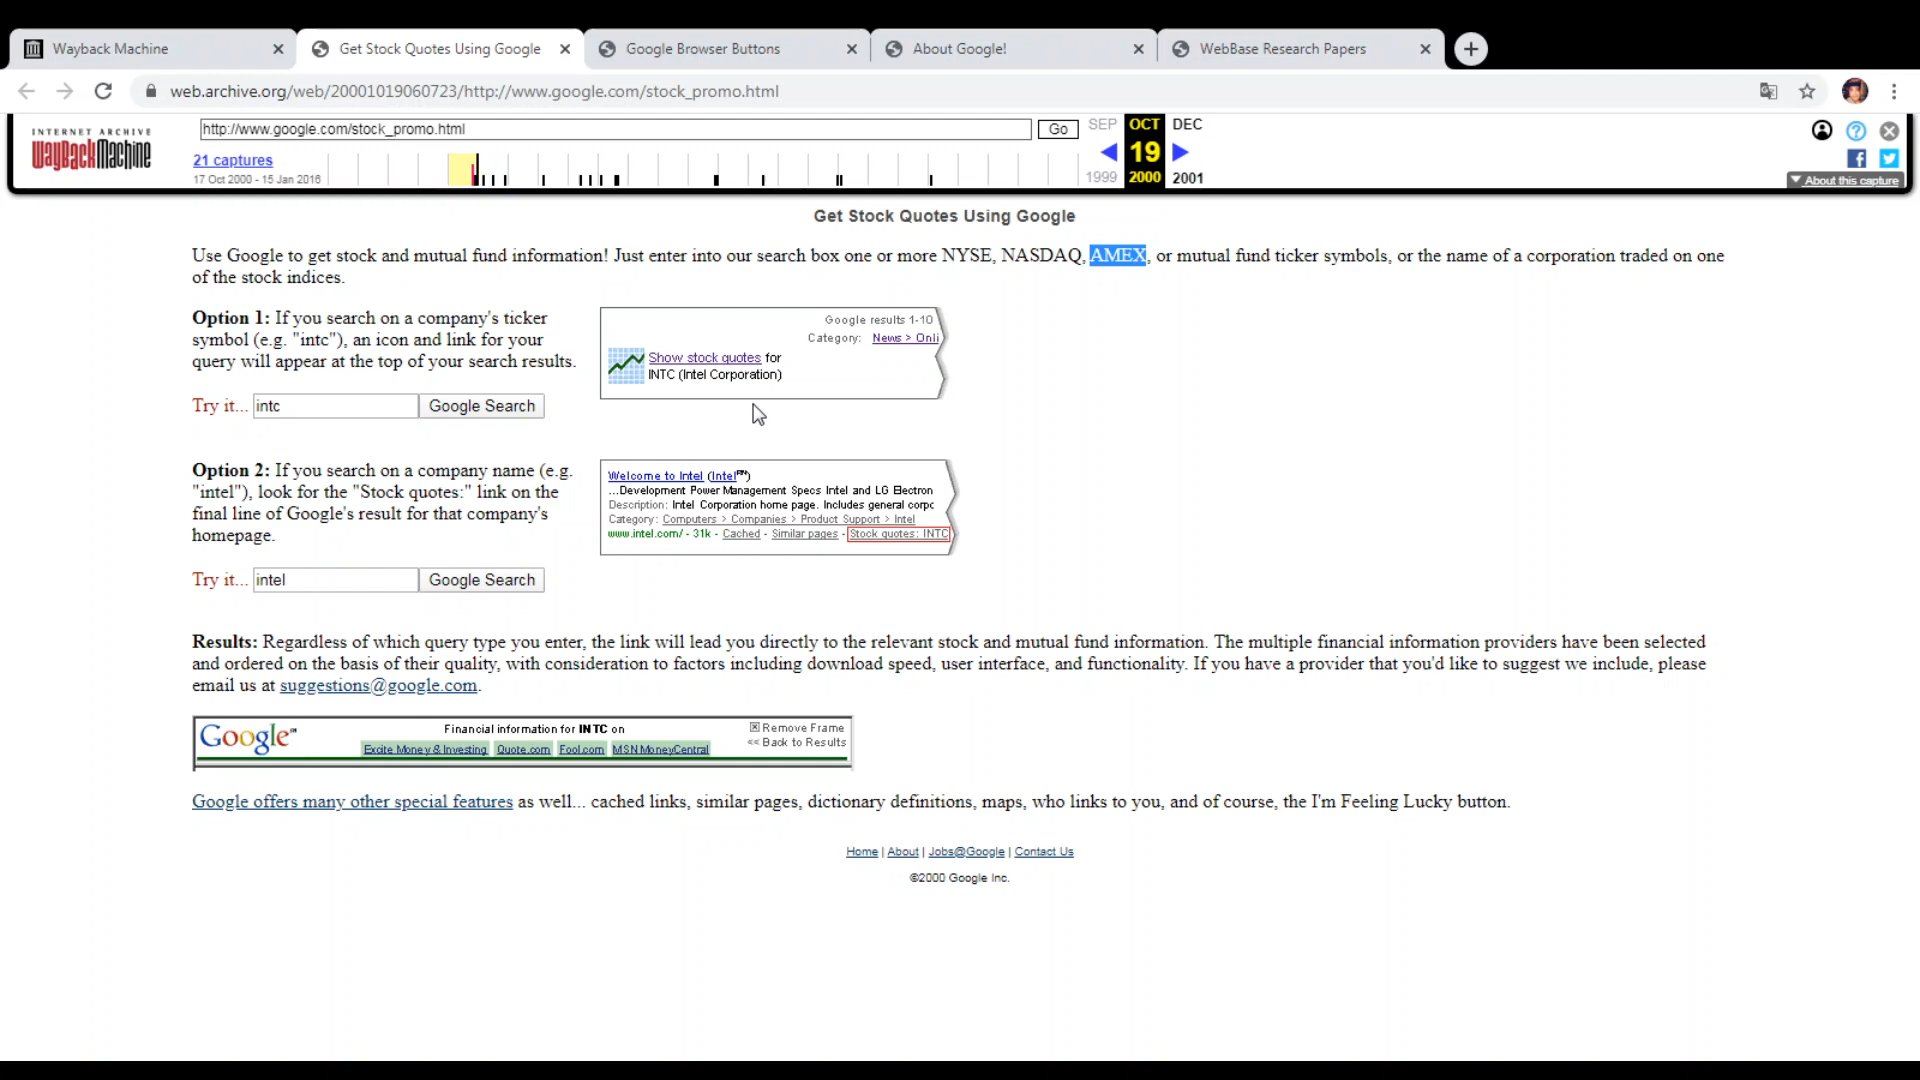 Wayback Machine
Get Stock Quotes Using Google
Google Browser Buttons
About Google!
WebBase Research Papers
web.archive.org/web/20001019060723/http://www.google.com/stock_promo.html
INTERNET ARCHIVE
WayBackMachine
http://www.google.com/stock_promo.html
Go
SEP OCT DEC
21 captures
17 Oct 2000 - 15 Jan 2016
19
1999 2000 2001
About this capture
Get Stock Quotes Using Google
Use Google to get stock and mutual fund information! Just enter into our search box one or more NYSE, NASDAQ, AMEX, or mutual fund ticker symbols, or the name of a corporation traded on one
of the stock indices.
Option 1: If you search on a company's ticker
symbol (e.g. "intc"), an icon and link for your
query will appear at the top of your search results.
Google results 1-10
Category: News > Onli
Show stock quotes for
INTC (Intel Corporation)
Try it... intc Google Search
Option 2: If you search on a company name (e.g.
"intel"), look for the "Stock quotes:" link on the
final line of Google's result for that company's
homepage.
Welcome to Intel (Intel℠)
...Development Power Management Specs Intel and LG Electron
Description: Intel Corporation home page. Includes general corpc
Category: Computers > Companies > Product Support > Intel
www.intel.com/ - 31k - Cached - Similar pages - Stock quotes: INTC
Try it... intel Google Search
Results: Regardless of which query type you enter, the link will lead you directly to the relevant stock and mutual fund information. The multiple financial information providers have been selected
and ordered on the basis of their quality, with consideration to factors including download speed, user interface, and functionality. If you have a provider that you'd like to suggest we include, please
email us at suggestions@google.com.
Google℠
Financial information for INTC on
Excite Money & Investing Quote.com Fool.com MSN MoneyCentral
Remove Frame
<< Back to Results
Google offers many other special features as well... cached links, similar pages, dictionary definitions, maps, who links to you, and of course, the I'm Feeling Lucky button.
Home | About | Jobs@Google | Contact Us
©2000 Google Inc.